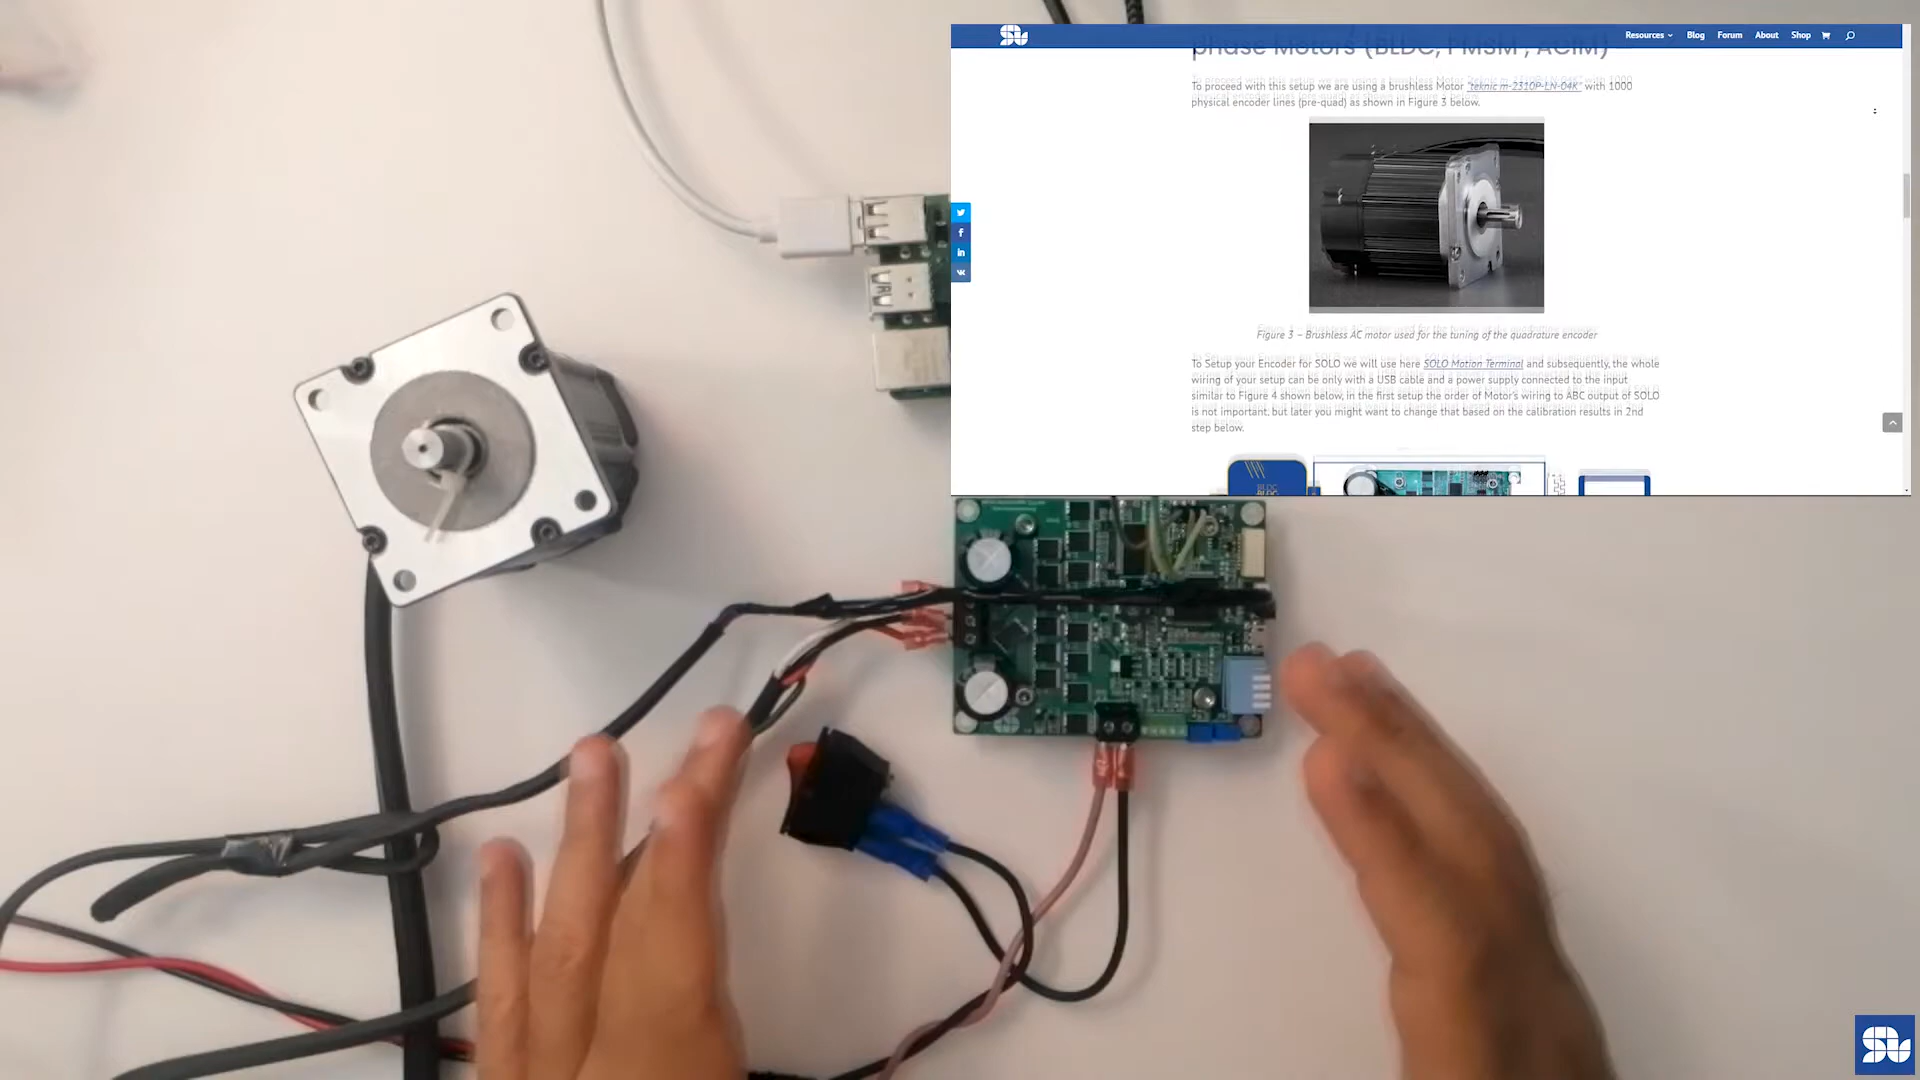 Resources Blog Forum About Shop
phase Motors (BLDC, PMSM , ACIM)
To proceed with this setup we are using a brushless Motor "teknic m-2310P-LN-04K" with 1000
physical encoder lines (pre-quad) as shown in Figure 3 below.
Figure 3 – Brushless AC motor used for the tuning of the quadrature encoder
To Setup your Encoder for SOLO we will use here SOLO Motion Terminal and subsequently, the whole
wiring of your setup can be only with a USB cable and a power supply connected to the input
similar to Figure 4 shown below, in the first setup the order of Motor's wiring to ABC output of SOLO
is not important, but later you might want to change that based on the calibration results in 2nd
step below.
BLDC